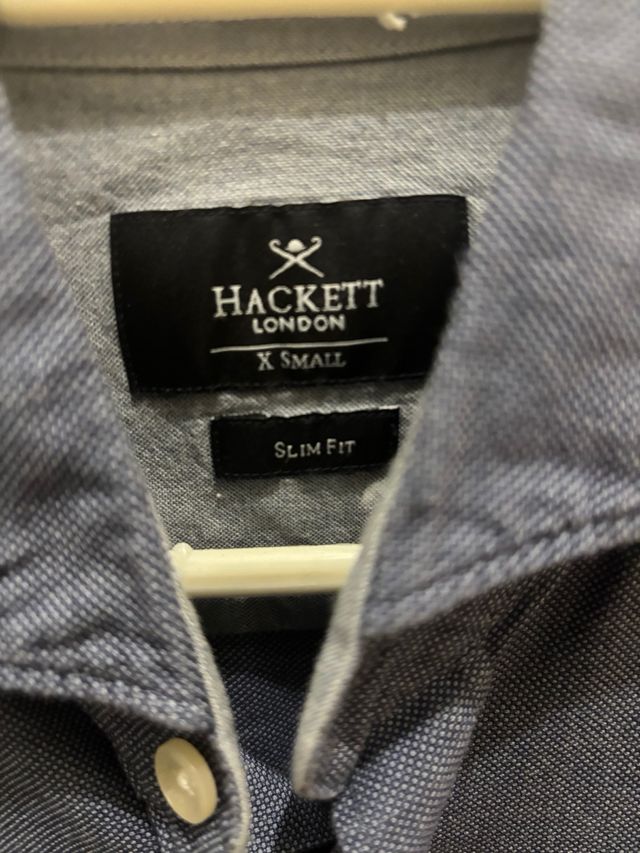 HACKETT
LONDON
X SMALL
SLIM FIT